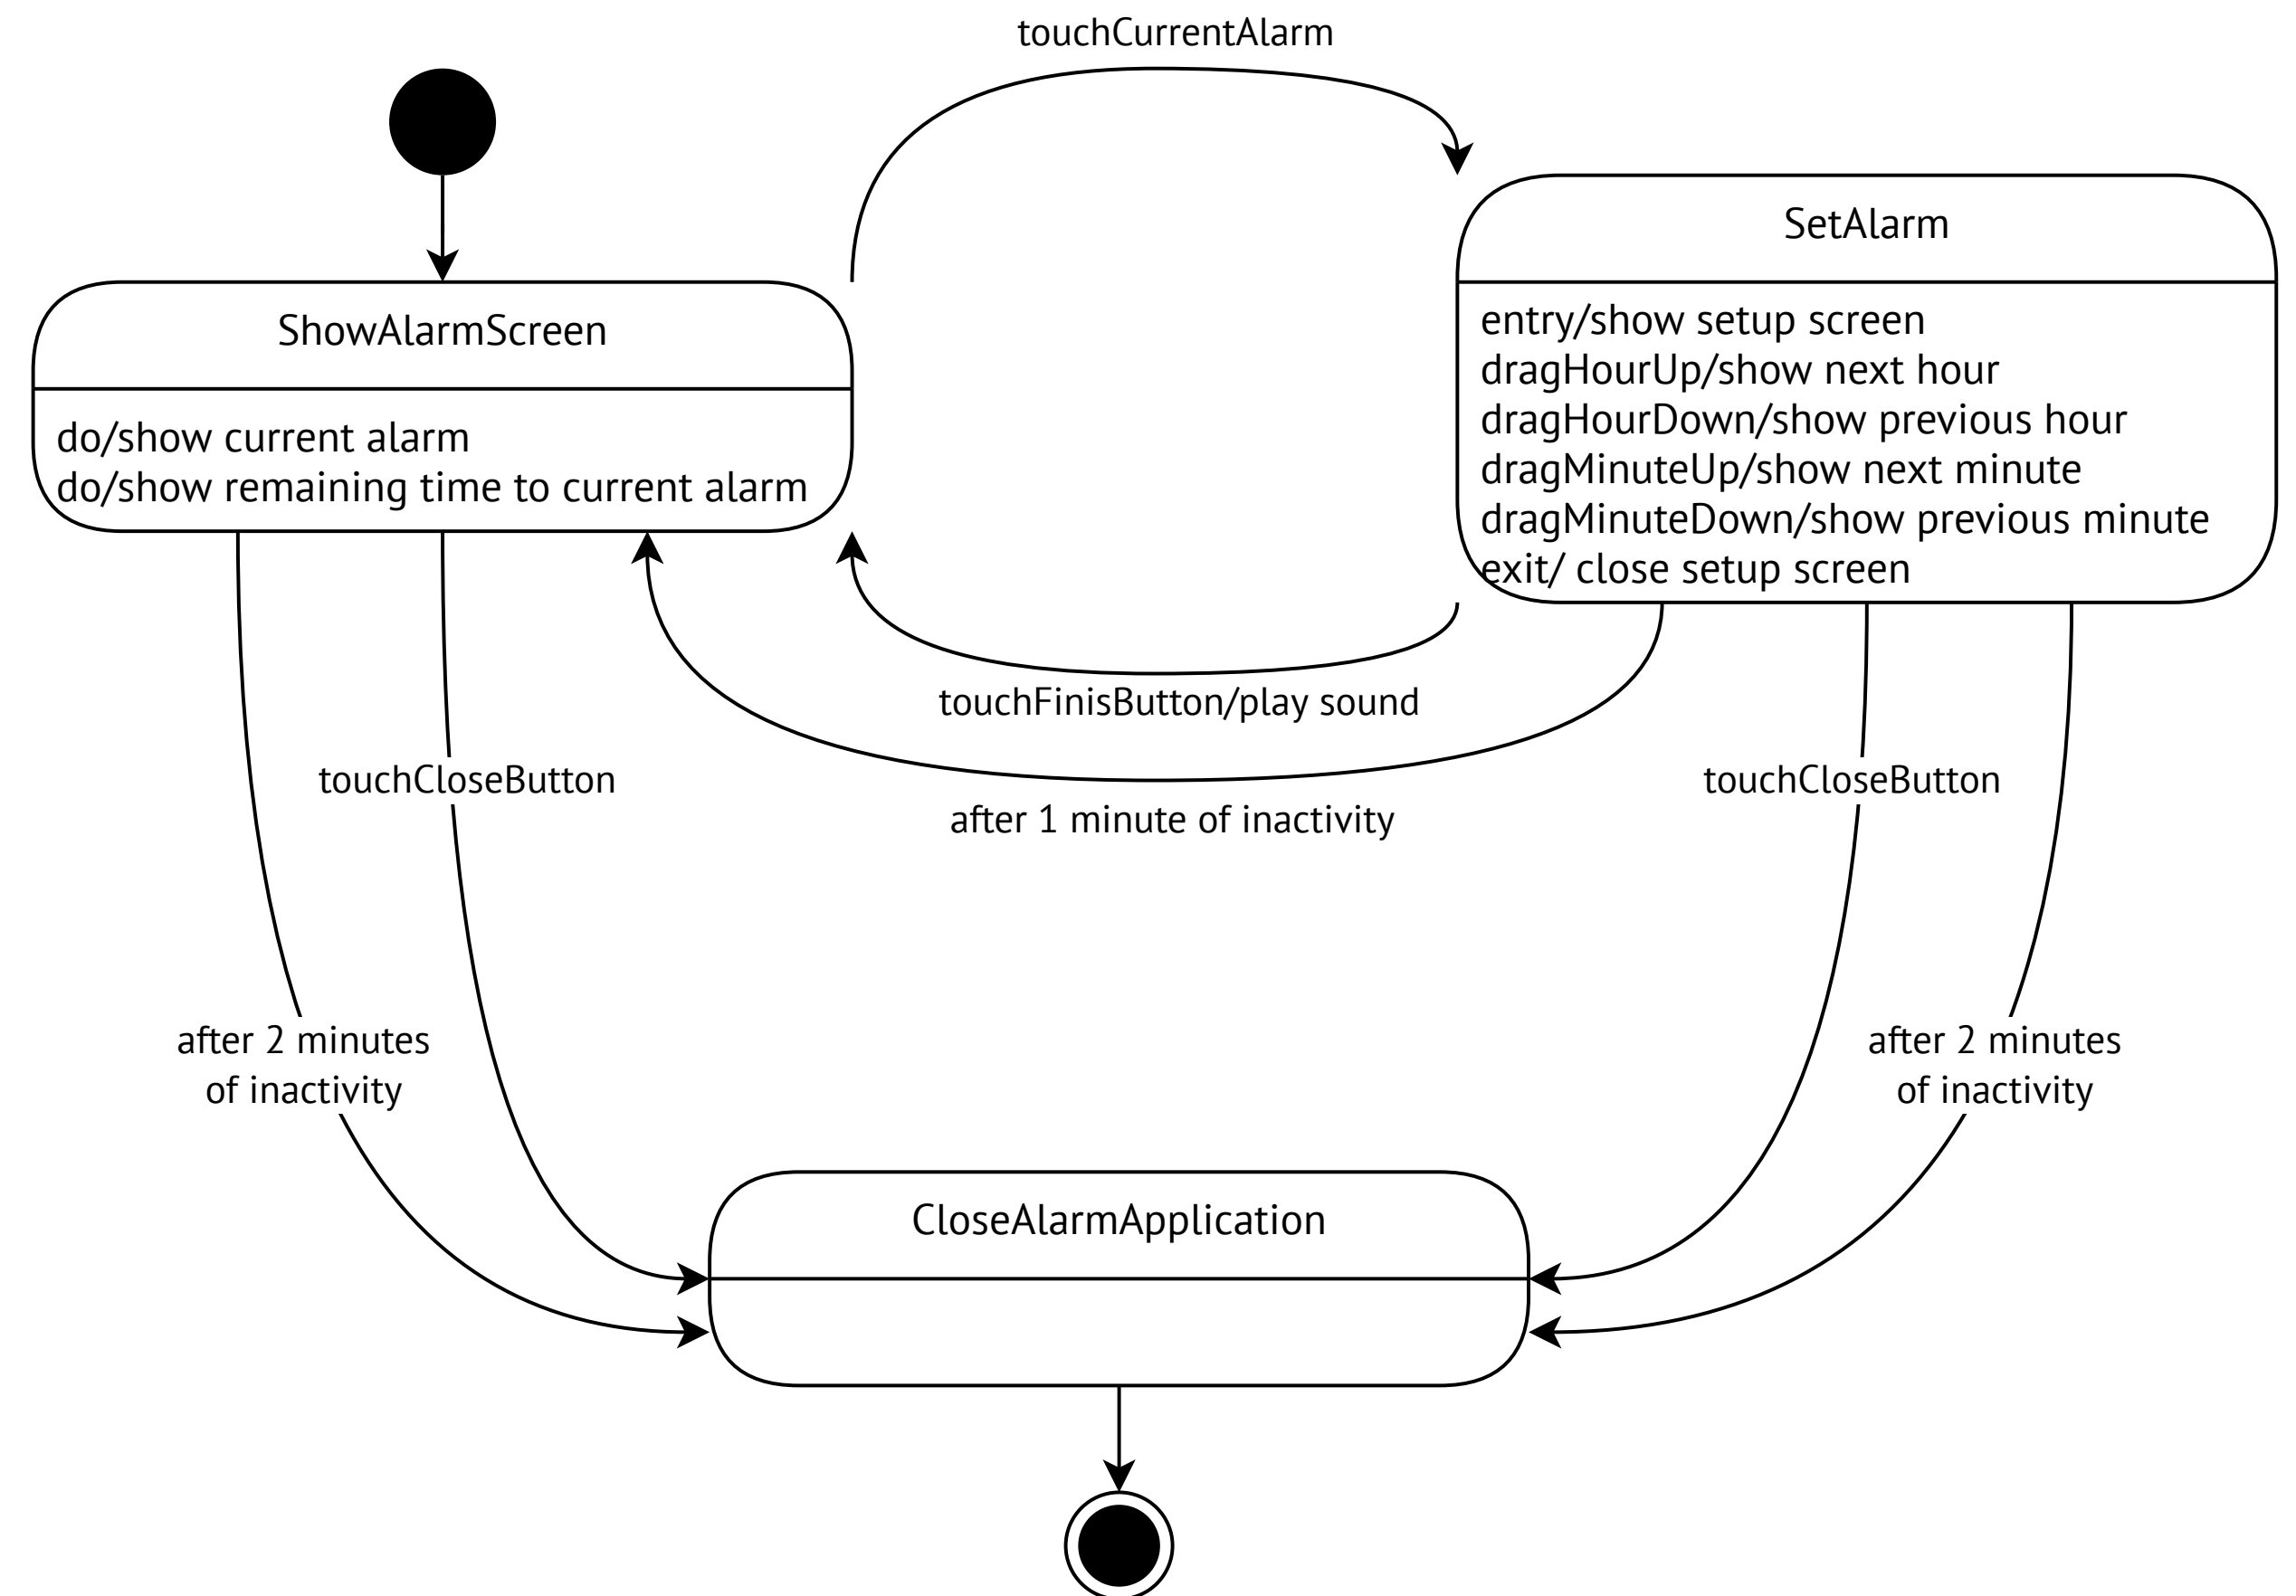 touchCurrentAlarm
ShowAlarmScreen
do/show current alarm
do/show remaining time to current alarm
SetAlarm
entry/show setup screen
dragHourUp/show next hour
dragHourDown/show previous hour
dragMinuteUp/show next minute
dragMinuteDown/show previous minute
exit/ close setup screen
touchFinisButton/play sound
after 1 minute of inactivity
touchCloseButton
touchCloseButton
after 2 minutes
of inactivity
after 2 minutes
of inactivity
CloseAlarmApplication